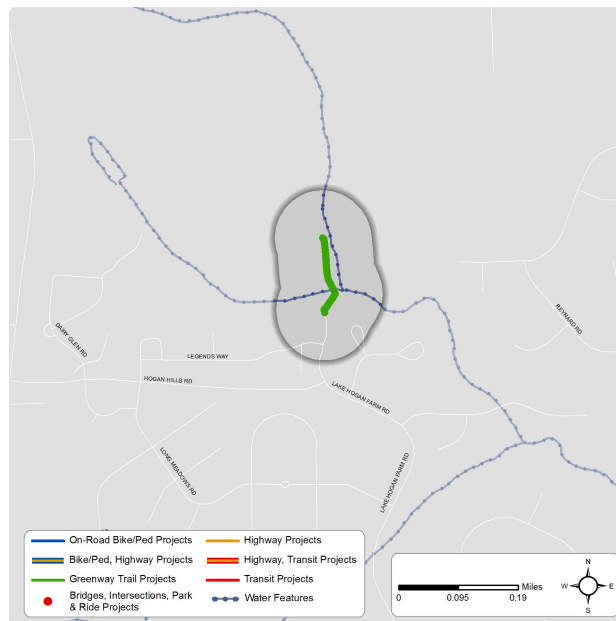 REYNARD RD
DAIRY GLEN RD
LEGENDS WAY
HOGAN HILLS RD
LAKE HOGAN FARM RD
LONG MEADOWS RD
LAKE HOGAN FARM RD
On-Road Bike/Ped Projects
Highway Projects
Bike/Ped, Highway Projects
Highway, Transit Projects
Greenway Trail Projects
Transit Projects
Bridges, Intersections, Park
& Ride Projects
Water Features
Miles
0 0.095 0.19
N
W E
S